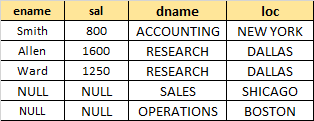 ename sal dname loc
Smith 800 ACCOUNTING NEW YORK
Allen 1600 RESEARCH DALLAS
Ward 1250 RESEARCH DALLAS
NULL NULL SALES SHICAGO
NULL NULL OPERATIONS BOSTON